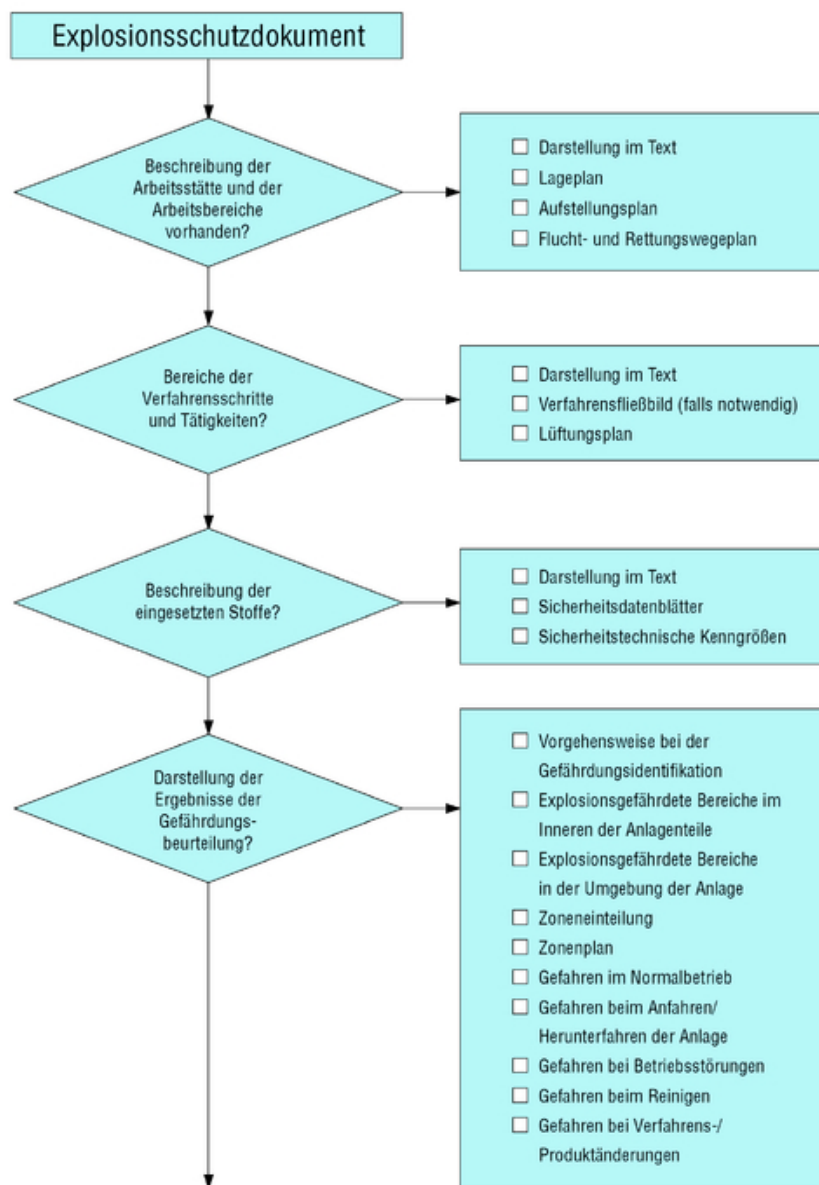 Explosionsschutzdokument
Beschreibung der
Arbeitsstätte und der
Arbeitsbereiche
vorhanden?
Darstellung im Text
Lageplan
Aufstellungsplan
Flucht- und Rettungswegeplan
Bereiche der
Verfahrensschritte
und Tätigkeiten?
Darstellung im Text
Verfahrensfließbild (falls notwendig)
Lüftungsplan
Beschreibung der
eingesetzten Stoffe?
Darstellung im Text
Sicherheitsdatenblätter
Sicherheitstechnische Kenngrößen
Darstellung der
Ergebnisse der
Gefährdungs-
beurteilung?
Vorgehensweise bei der
Gefährdungsidentifikation
Explosionsgefährdete Bereiche im
Inneren der Anlagenteile
Explosionsgefährdete Bereiche
in der Umgebung der Anlage
Zoneneinteilung
Zonenplan
Gefahren im Normalbetrieb
Gefahren beim Anfahren/
Herunterfahren der Anlage
Gefahren bei Betriebsstörungen
Gefahren beim Reinigen
Gefahren bei Verfahrens-/
Produktänderungen